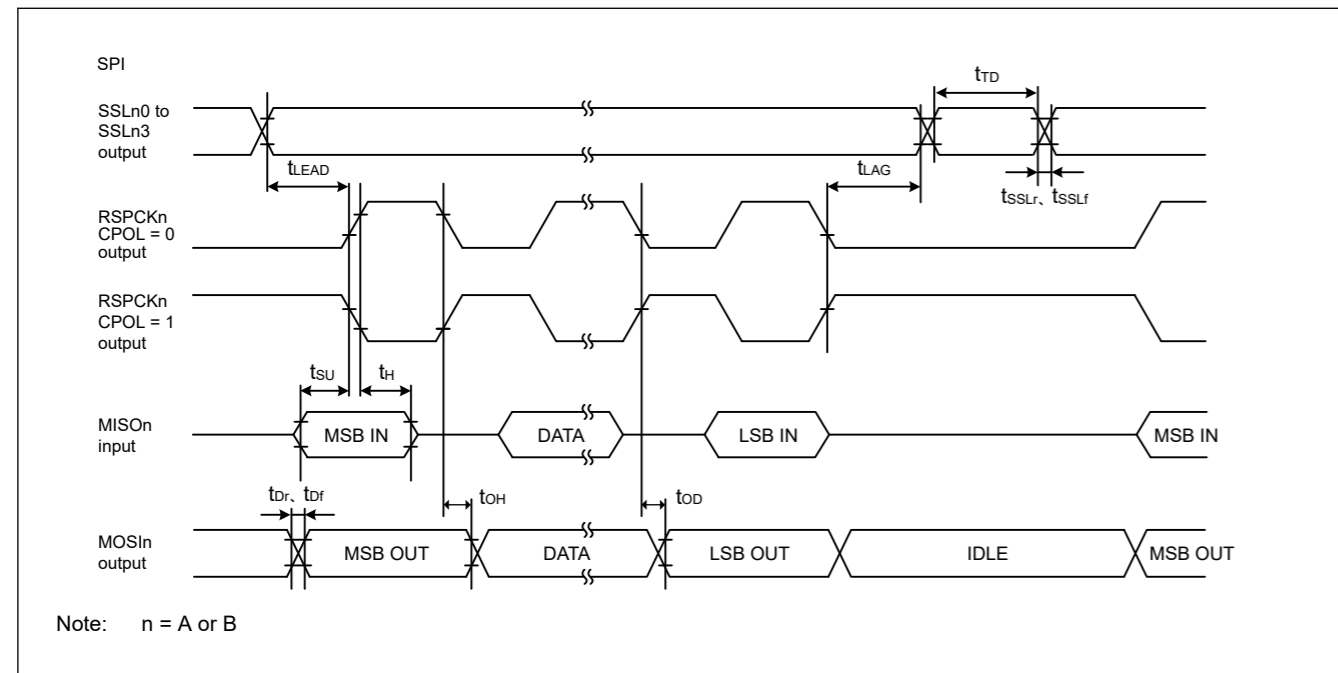 SPI
tTD
SSLn0 to
SSLn3
output
tLEAD
tLAG
tSSLr、tSSLf
RSPCKn
CPOL = 0
output
RSPCKn
CPOL = 1
output
tSU
tH
MISOn
input
MSB IN
DATA
LSB IN
MSB IN
tDr、tDf
tOH
tOD
MOSIn
output
MSB OUT
DATA
LSB OUT
IDLE
MSB OUT
Note: n = A or B